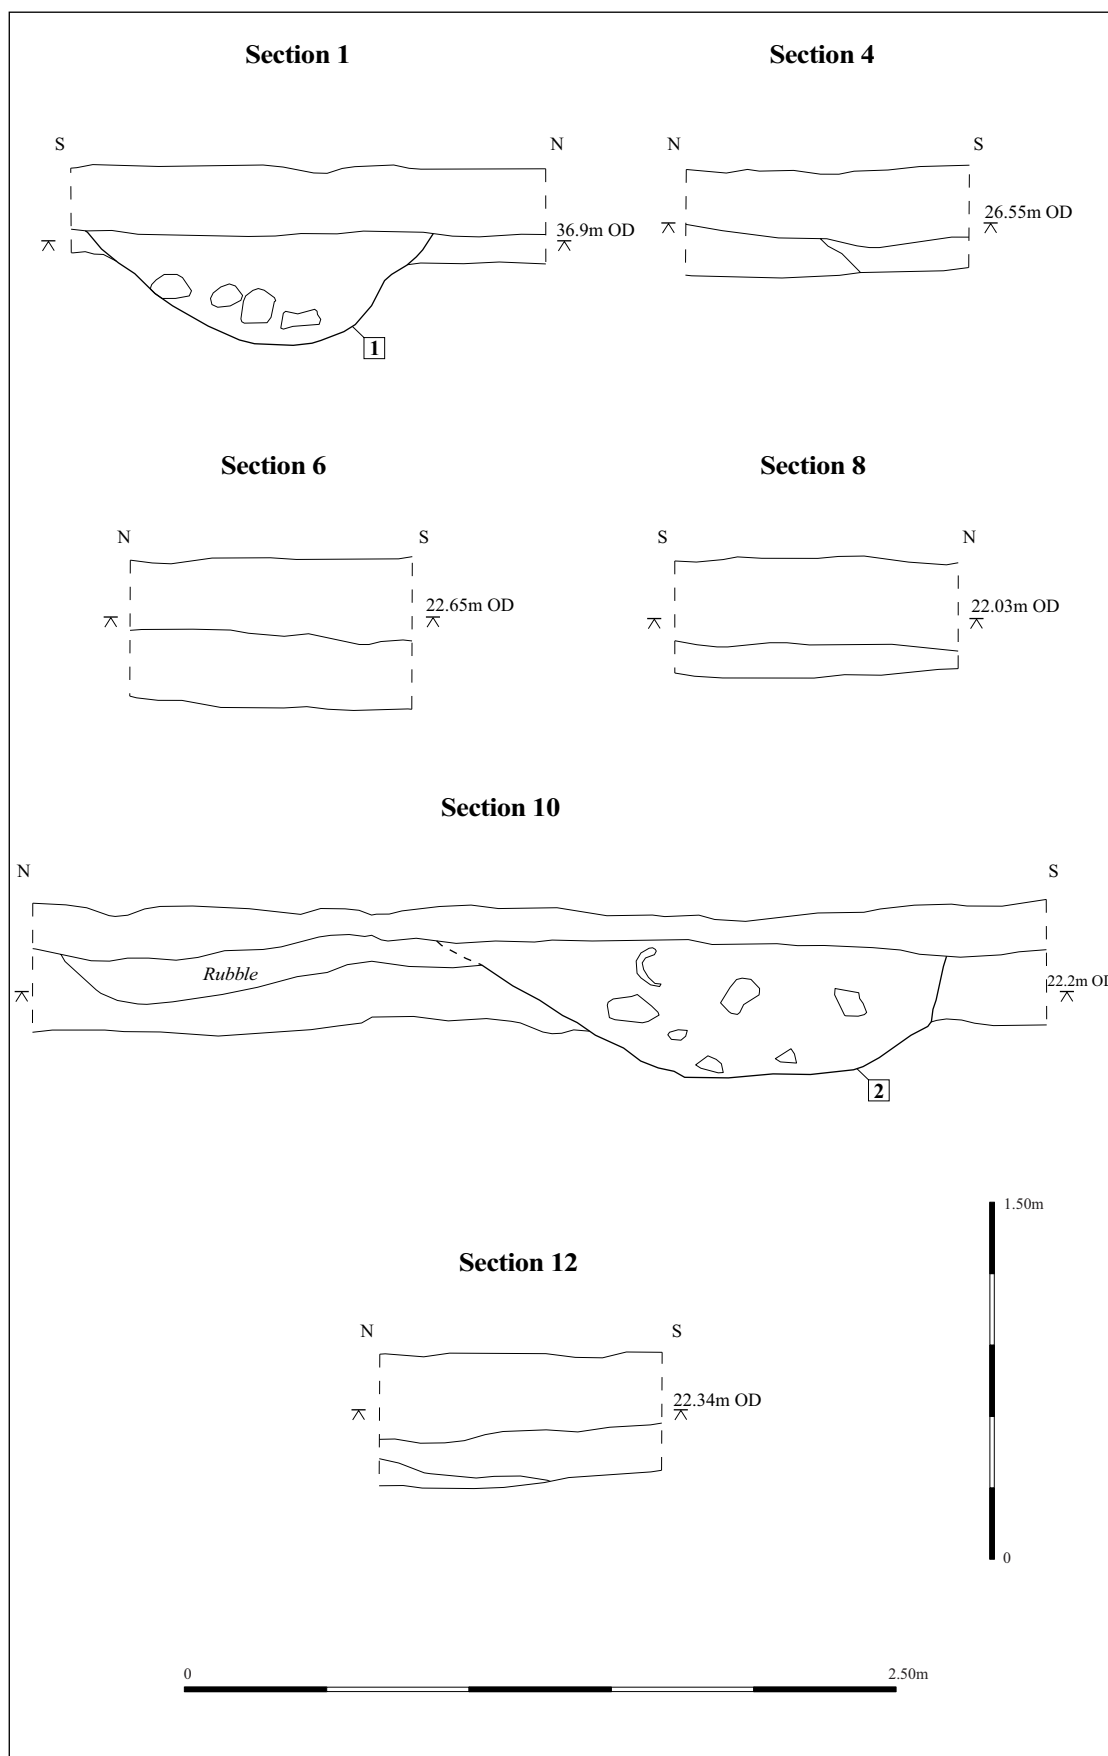 Section 1
Section 4
S
N
N
S
36.9m OD
26.55m OD
1
Section 6
Section 8
N
S
S
N
22.65m OD
22.03m OD
Section 10
N
S
Rubble
22.2m OD
2
1.50m
Section 12
N
S
22.34m OD
0
0
2.50m